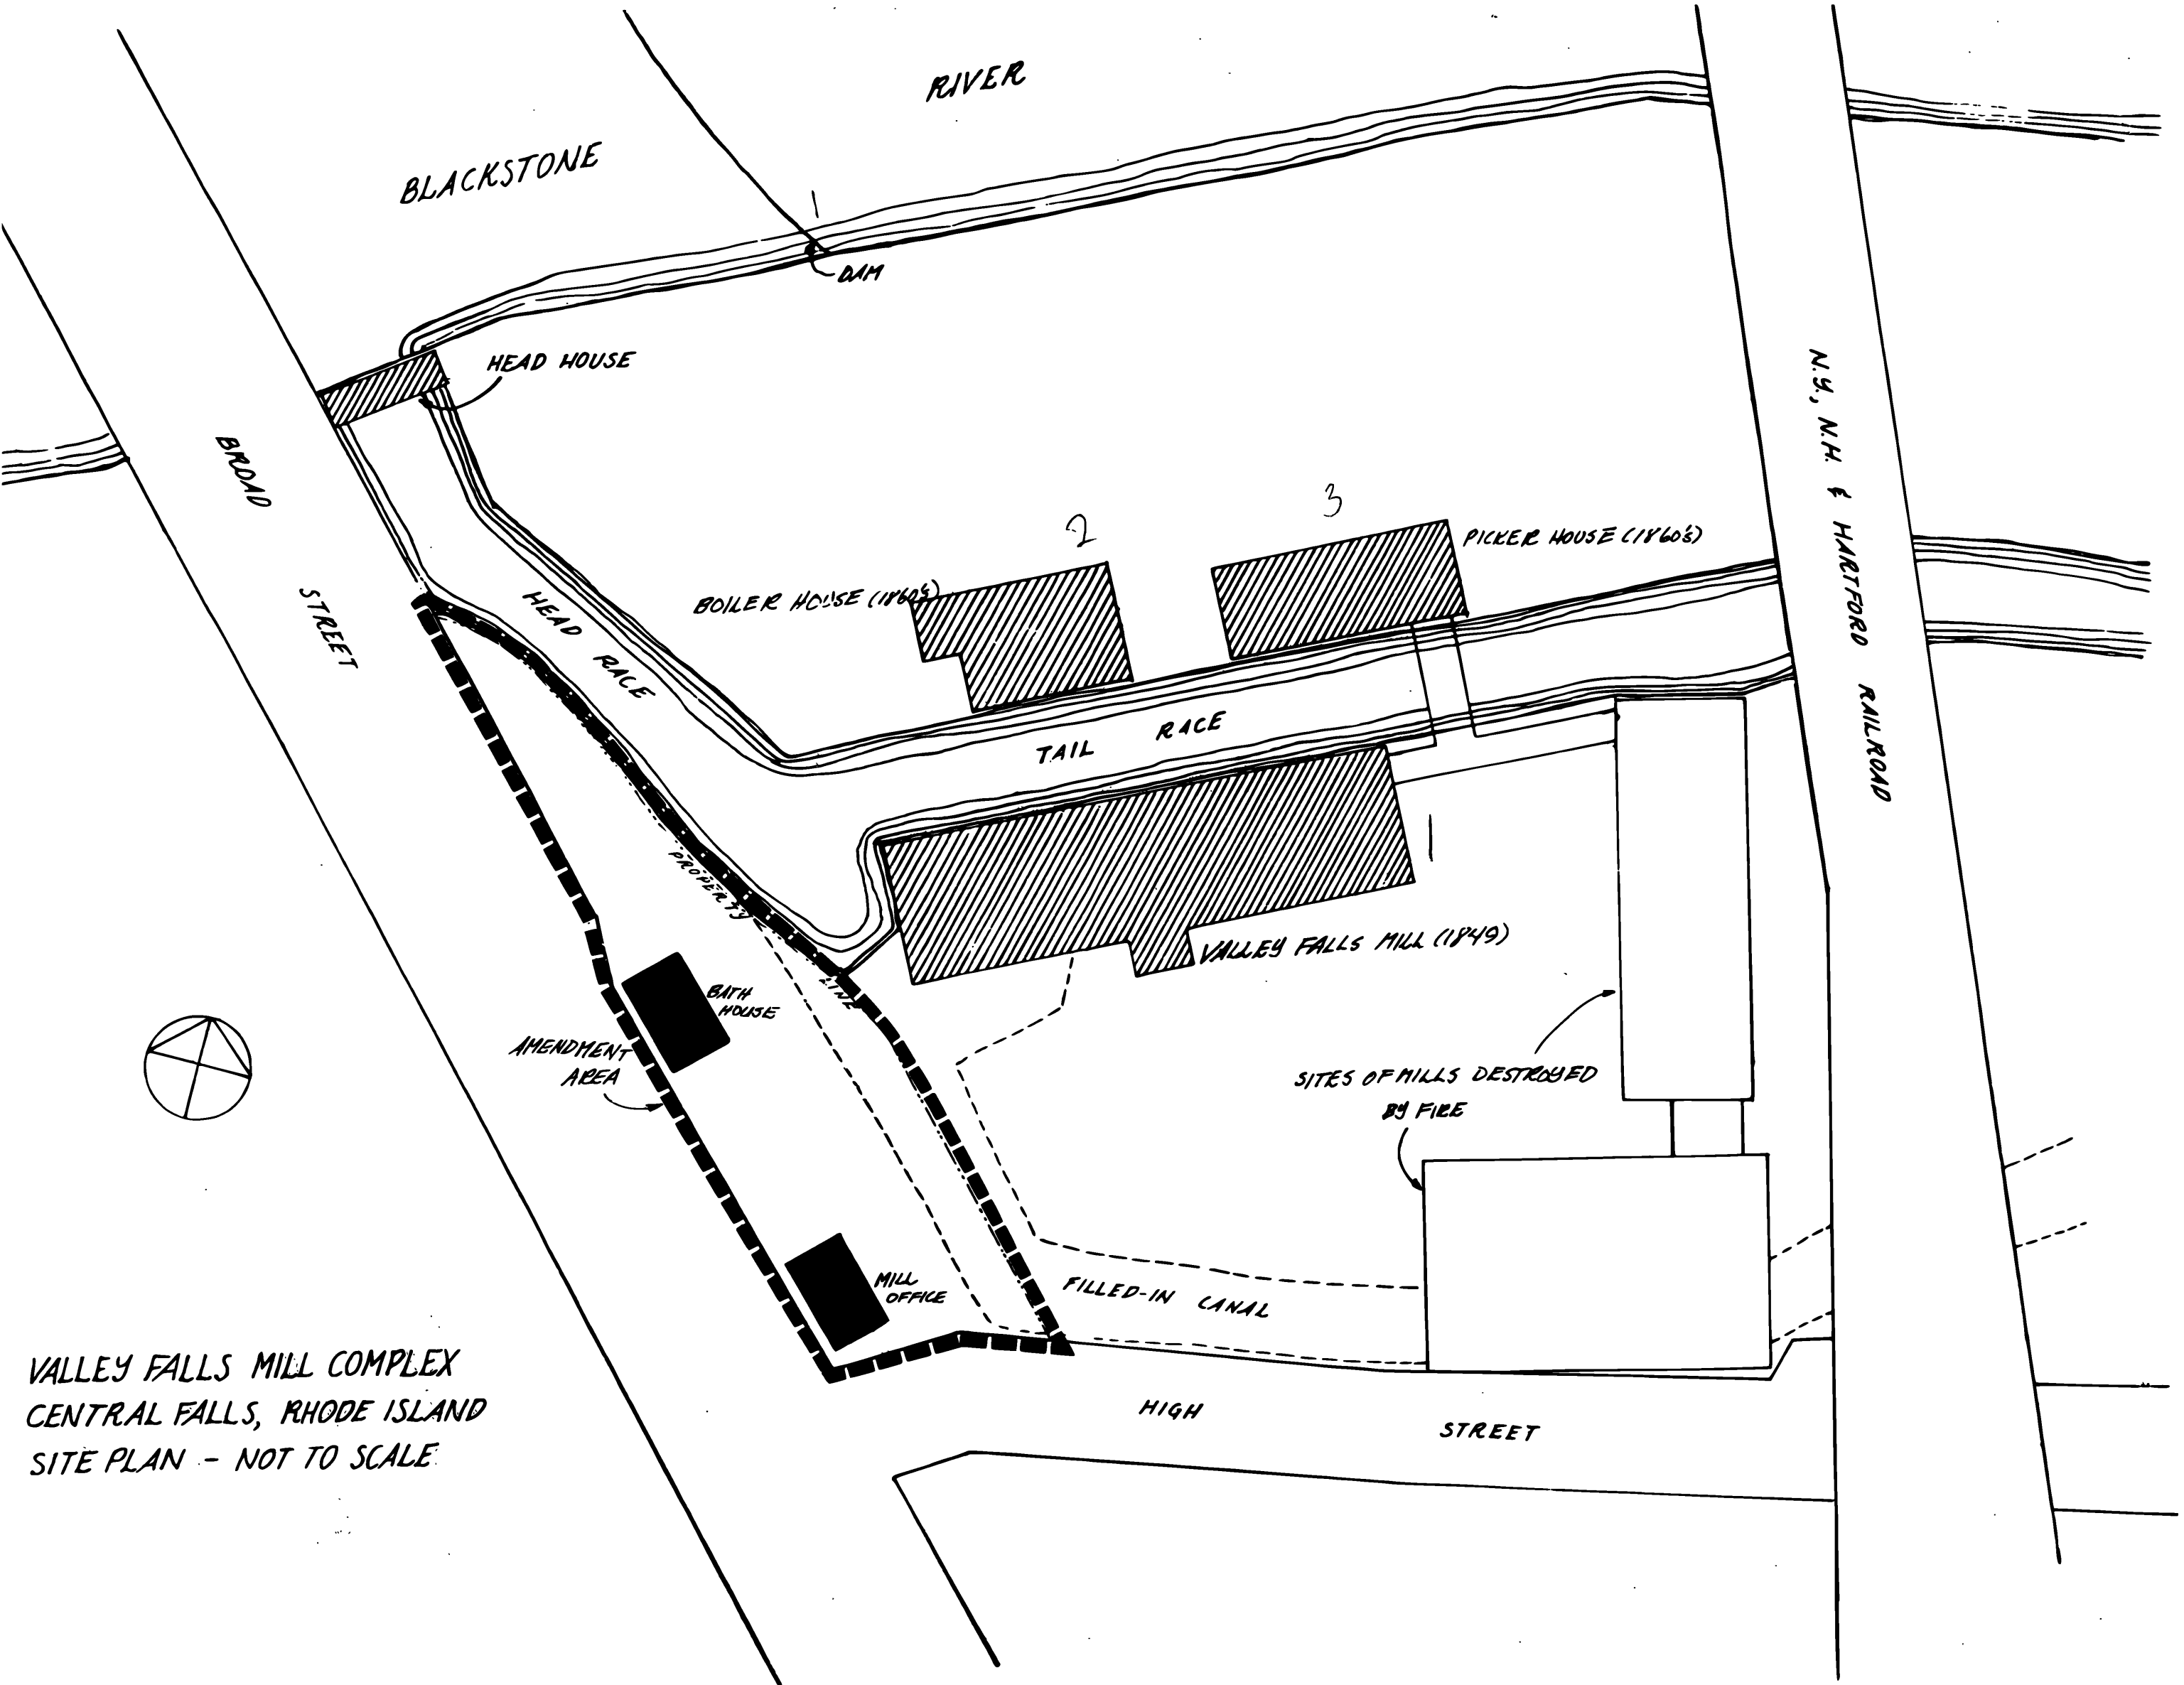 RIVER
BLACKSTONE
1
DAM
HEAD HOUSE
BROAD
STREET
N.Y., N.H. & HARTFORD RAILROAD
2
3
PICKER HOUSE (1860's)
BOILER HOUSE (1860's)
HEAD
RACE
TAIL RACE
1
PROPERTY
LINE
VALLEY FALLS MILL (1849)
BATH
HOUSE
AMENDMENT
AREA
SITES OF MILLS DESTROYED
BY FIRE
MILL
OFFICE
FILLED-IN CANAL
HIGH STREET
VALLEY FALLS MILL COMPLEX
CENTRAL FALLS, RHODE ISLAND
SITE PLAN - NOT TO SCALE